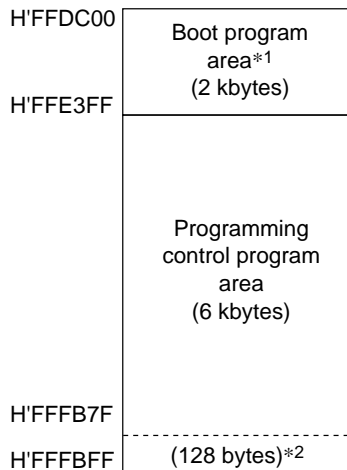 H'FFDC00
Boot program
area*1
(2 kbytes)
H'FFE3FF
Programming
control program
area
(6 kbytes)
H'FFFB7F
H'FFFBFF
(128 bytes)*2